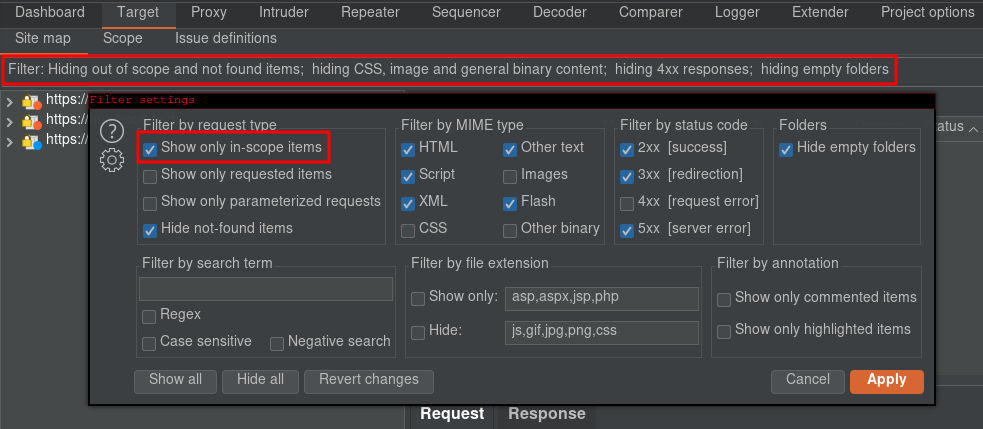 Dashboard Target Proxy Intruder Repeater Sequencer Decoder Comparer Logger Extender Project options
Site map Scope Issue definitions
Filter: Hiding out of scope and not found items; hiding CSS, image and general binary content; hiding 4xx responses; hiding empty folders
https:/
https:/
https:/
Status
Filter settings
Filter by request type
Show only in-scope items
Show only requested items
Show only parameterized requests
Hide not-found items
Filter by MIME type
HTML Other text
Script Images
XML Flash
CSS Other binary
Filter by status code
2xx [success]
3xx [redirection]
4xx [request error]
5xx [server error]
Folders
Hide empty folders
Filter by search term
Regex
Case sensitive Negative search
Filter by file extension
Show only: asp,aspx,jsp,php
Hide: js,gif,jpg,png,css
Filter by annotation
Show only commented items
Show only highlighted items
Show all Hide all Revert changes Cancel Apply
Request Response